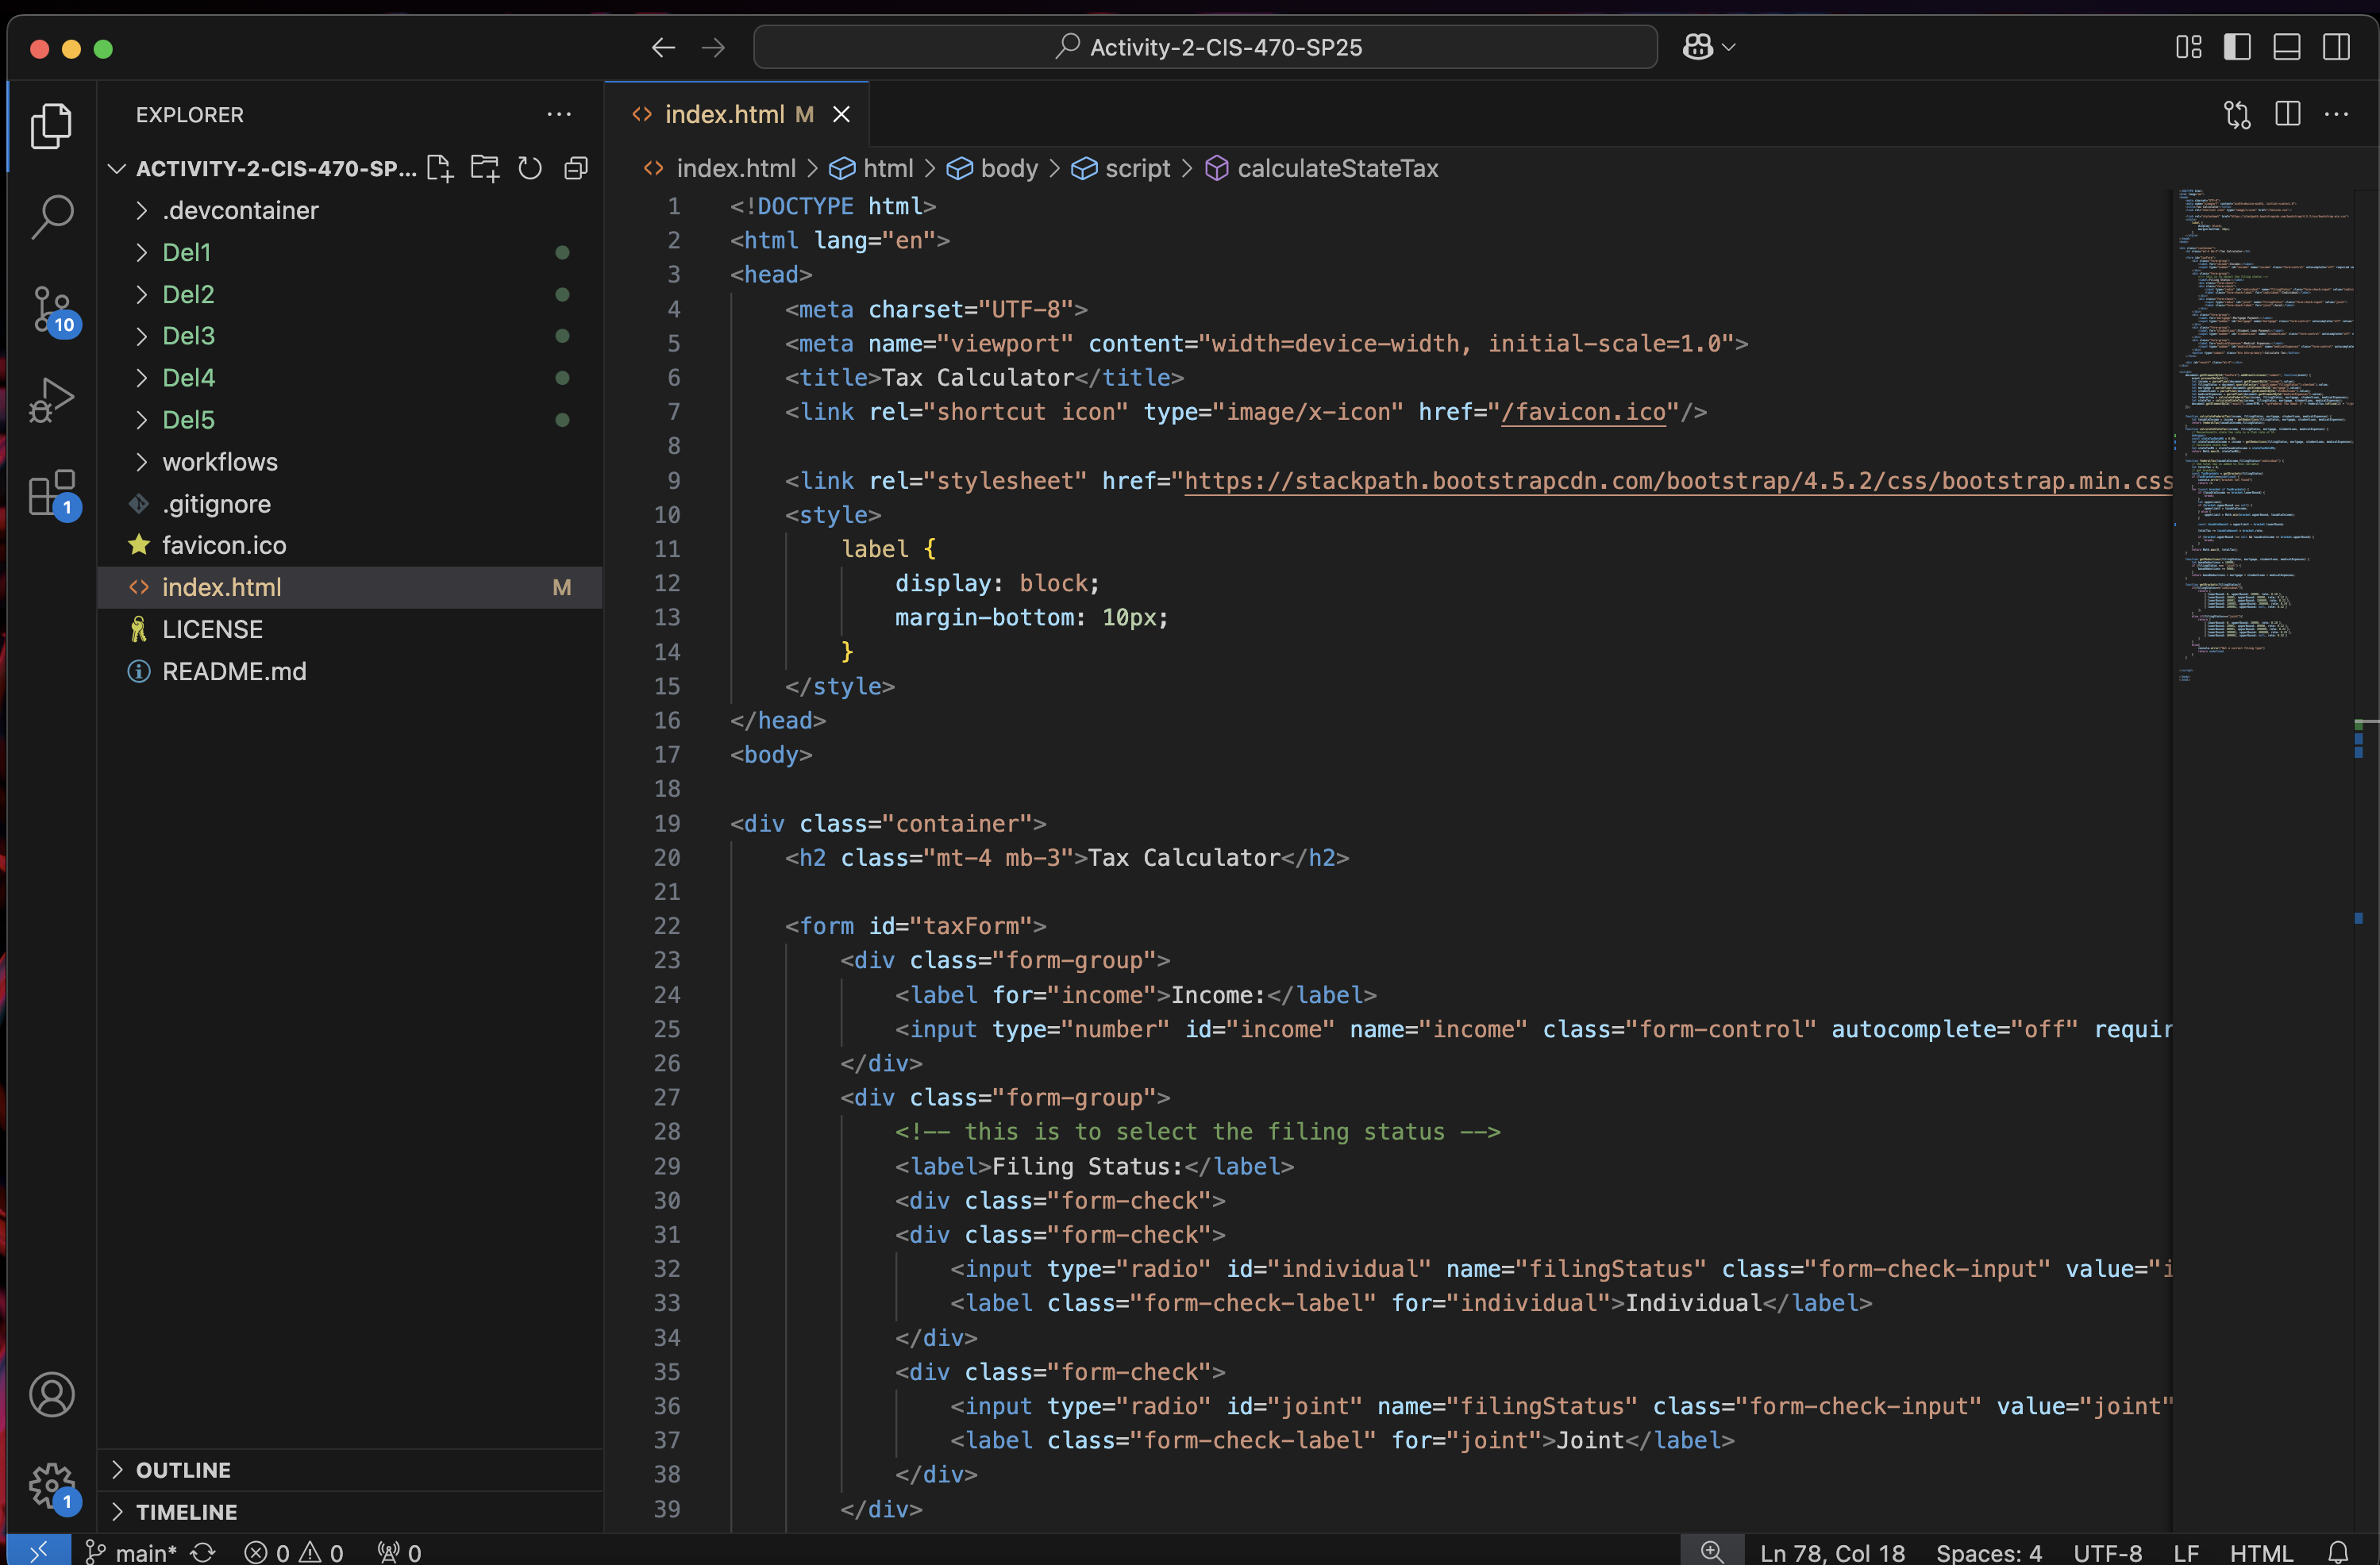 Activity-2-CIS-470-SP25
EXPLORER
ACTIVITY-2-CIS-470-SP...
.devcontainer
Del1
Del2
Del3
Del4
Del5
workflows
.gitignore
favicon.ico
index.html M
LICENSE
README.md
OUTLINE
TIMELINE
10
1
1
index.html M
index.html > html > body > script > calculateStateTax
1 <!DOCTYPE html>
2 <html lang="en">
3 <head>
4 <meta charset="UTF-8">
5 <meta name="viewport" content="width=device-width, initial-scale=1.0">
6 <title>Tax Calculator</title>
7 <link rel="shortcut icon" type="image/x-icon" href="/favicon.ico"/>
8
9 <link rel="stylesheet" href="https://stackpath.bootstrapcdn.com/bootstrap/4.5.2/css/bootstrap.min.css
10 <style>
11 label {
12 display: block;
13 margin-bottom: 10px;
14 }
15 </style>
16 </head>
17 <body>
18
19 <div class="container">
20 <h2 class="mt-4 mb-3">Tax Calculator</h2>
21
22 <form id="taxForm">
23 <div class="form-group">
24 <label for="income">Income:</label>
25 <input type="number" id="income" name="income" class="form-control" autocomplete="off" requir
26 </div>
27 <div class="form-group">
28 <!-- this is to select the filing status -->
29 <label>Filing Status:</label>
30 <div class="form-check">
31 <div class="form-check">
32 <input type="radio" id="individual" name="filingStatus" class="form-check-input" value="i
33 <label class="form-check-label" for="individual">Individual</label>
34 </div>
35 <div class="form-check">
36 <input type="radio" id="joint" name="filingStatus" class="form-check-input" value="joint"
37 <label class="form-check-label" for="joint">Joint</label>
38 </div>
39 </div>
main* 0 0 0 Ln 78, Col 18 Spaces: 4 UTF-8 LF HTML